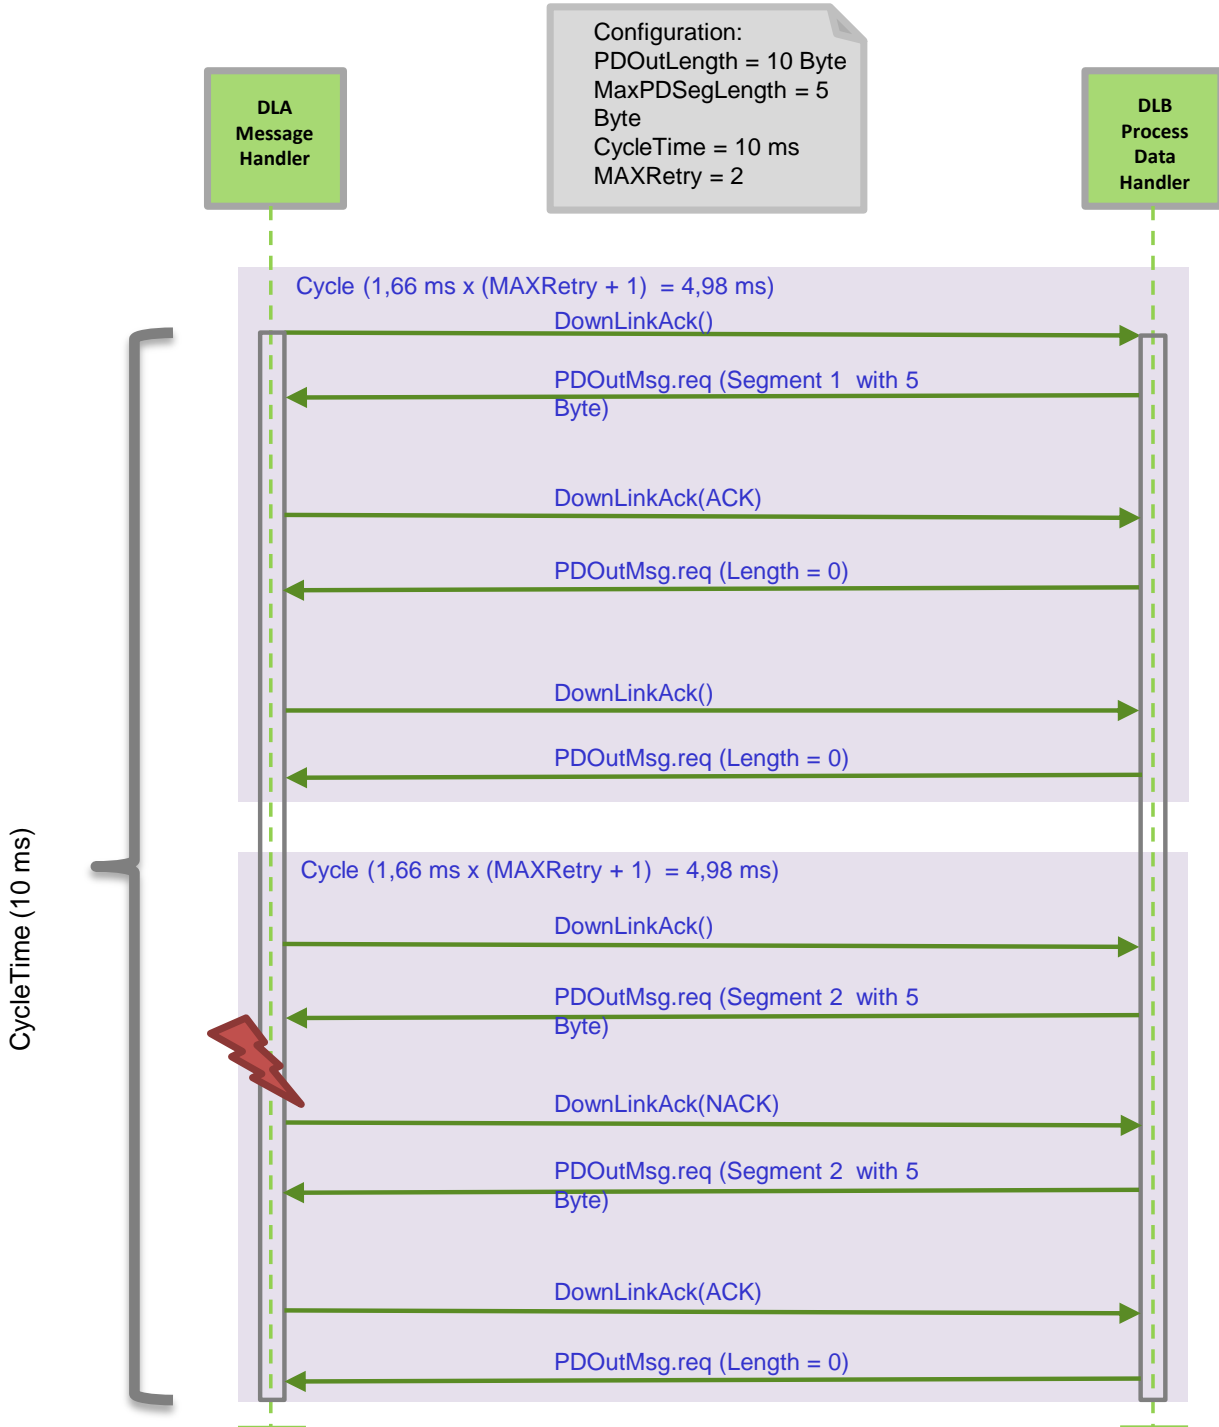 Configuration:
PDOutLength = 10 Byte
MaxPDSegLength = 5
Byte
CycleTime = 10 ms
MAXRetry = 2
DLA
Message
Handler
DLB
Process
Data
Handler
Cycle (1,66 ms x (MAXRetry + 1)  = 4,98 ms)
DownLinkAck()
PDOutMsg.req (Segment 1  with 5
Byte)
DownLinkAck(ACK)
PDOutMsg.req (Length = 0)
DownLinkAck()
PDOutMsg.req (Length = 0)
CycleTime (10 ms)
Cycle (1,66 ms x (MAXRetry + 1)  = 4,98 ms)
DownLinkAck()
PDOutMsg.req (Segment 2  with 5
Byte)
DownLinkAck(NACK)
PDOutMsg.req (Segment 2  with 5
Byte)
DownLinkAck(ACK)
PDOutMsg.req (Length = 0)